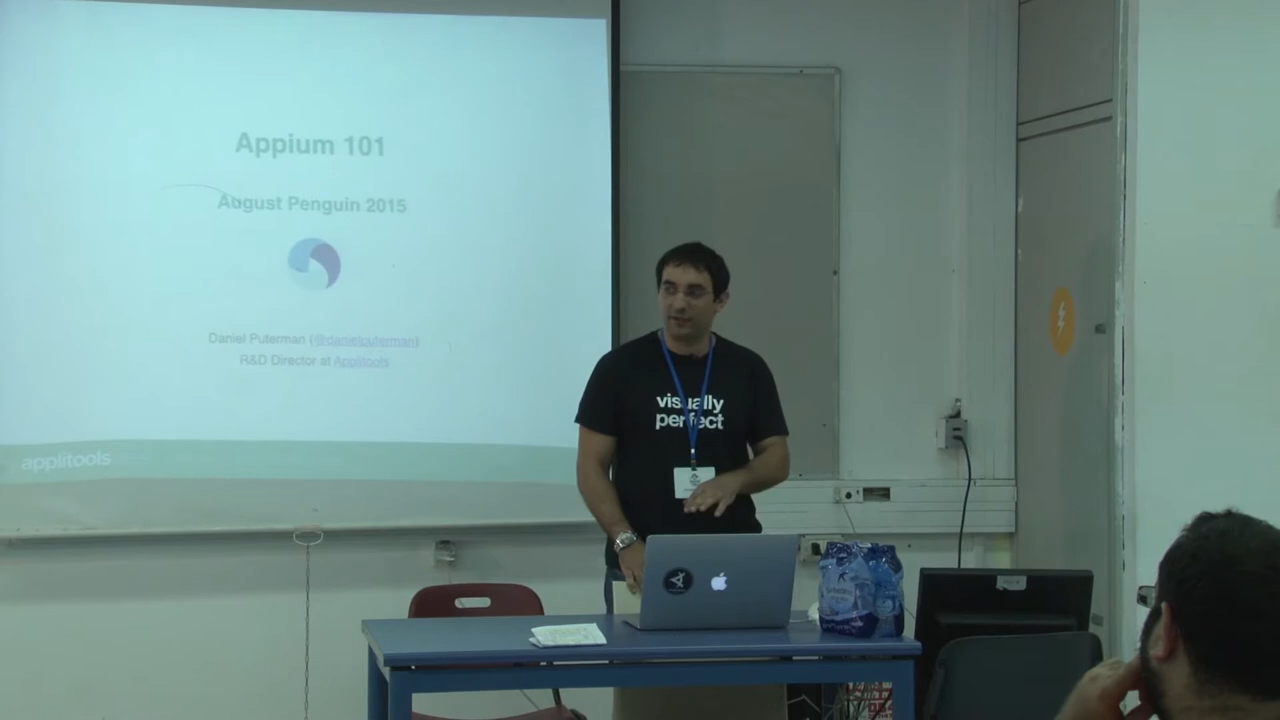 Appium 101
August Penguin 2015
Daniel Puterman (@danielputerman)
R&D Director at Applitools
applitools
visually
perfect